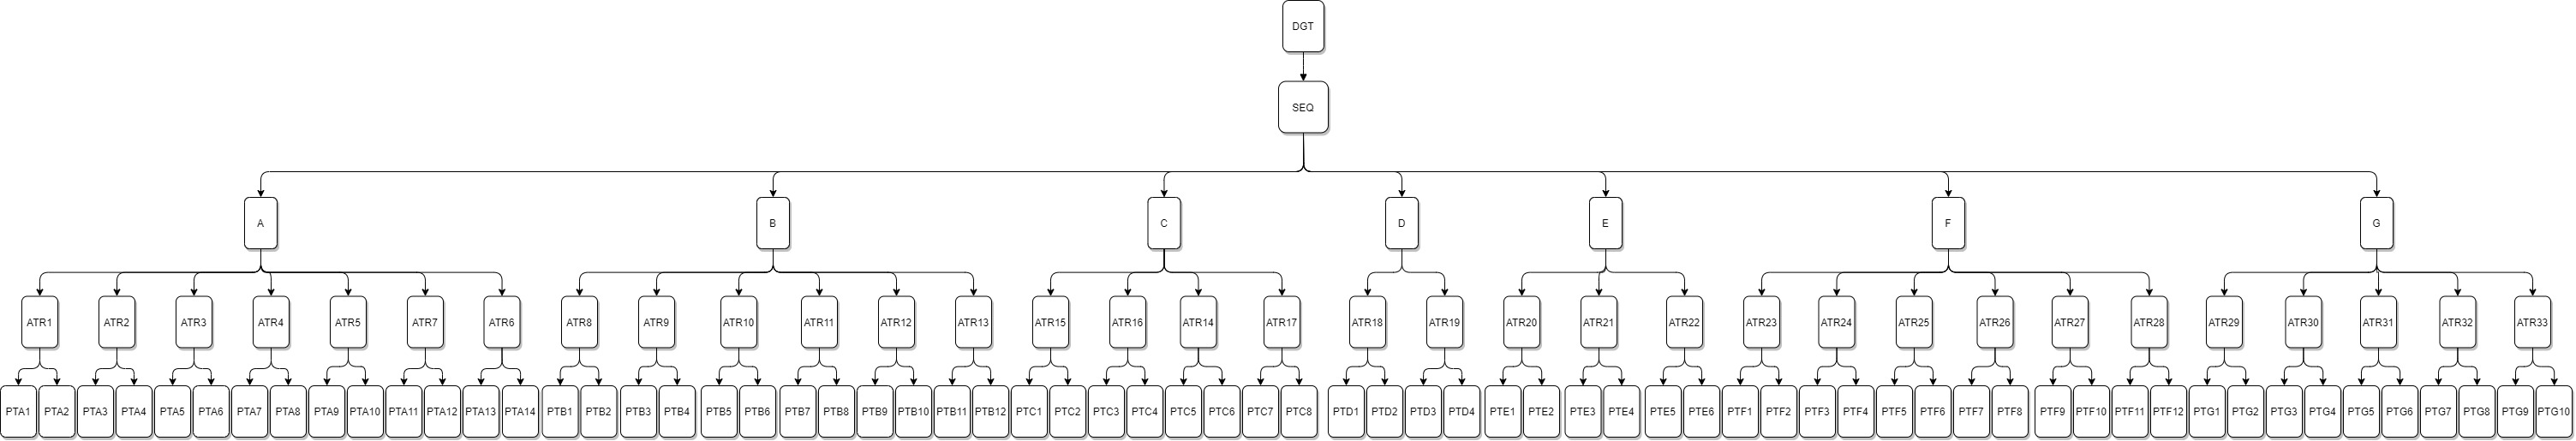 DGT
SEQ
A B C D E F G
ATR1 ATR2 ATR3 ATR4 ATR5 ATR7 ATR6 ATR8 ATR9 ATR10 ATR11 ATR12 ATR13 ATR15 ATR16 ATR14 ATR17 ATR18 ATR19 ATR20 ATR21 ATR22 ATR23 ATR24 ATR25 ATR26 ATR27 ATR28 ATR29 ATR30 ATR31 ATR32 ATR33
PTA1 PTA2 PTA3 PTA4 PTA5 PTA6 PTA7 PTA8 PTA9 PTA10 PTA11 PTA12 PTA13 PTA14 PTB1 PTB2 PTB3 PTB4 PTB5 PTB6 PTB7 PTB8 PTB9 PTB10 PTB11 PTB12 PTC1 PTC2 PTC3 PTC4 PTC5 PTC6 PTC7 PTC8 PTD1 PTD2 PTD3 PTD4 PTE1 PTE2 PTE3 PTE4 PTE5 PTE6 PTF1 PTF2 PTF3 PTF4 PTF5 PTF6 PTF7 PTF8 PTF9 PTF10 PTF11 PTF12 PTG1 PTG2 PTG3 PTG4 PTG5 PTG6 PTG7 PTG8 PTG9 PTG10